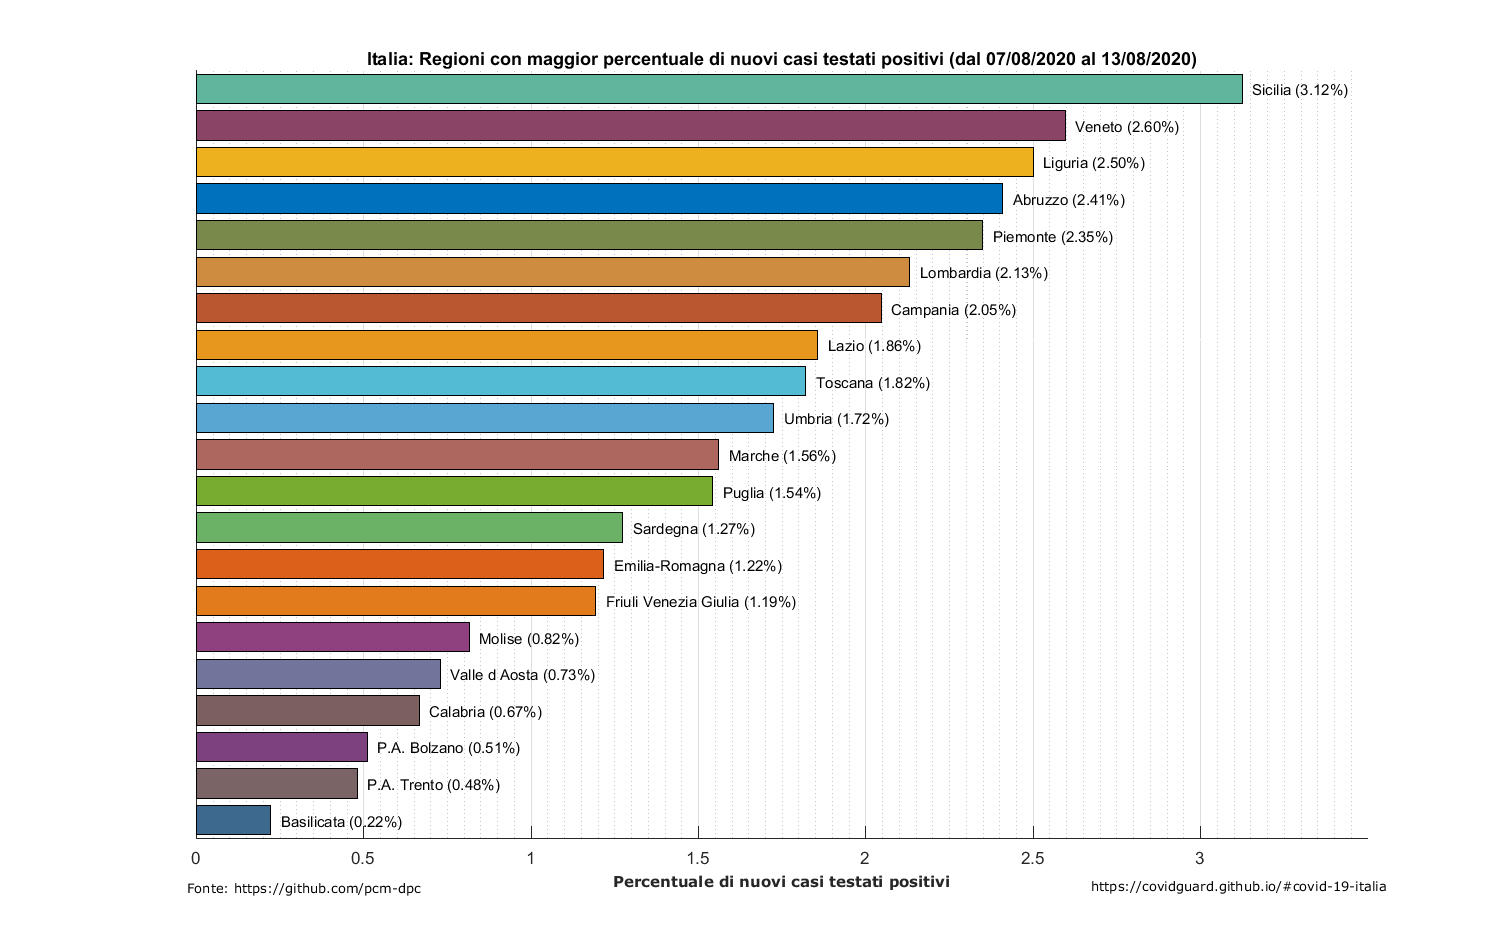 Italia: Regioni con maggior percentuale di nuovi casi testati positivi (dal 07/08/2020 al 13/08/2020)
Sicilia (3.12%)
Veneto (2.60%)
Liguria (2.50%)
Abruzzo (2.41%)
Piemonte (2.35%)
Lombardia (2.13%)
Campania (2.05%)
Lazio (1.86%)
Toscana (1.82%)
Umbria (1.72%)
Marche (1.56%)
Puglia (1.54%)
Sardegna (1.27%)
Emilia-Romagna (1.22%)
Friuli Venezia Giulia (1.19%)
Molise (0.82%)
Valle d Aosta (0.73%)
Calabria (0.67%)
P.A. Bolzano (0.51%)
P.A. Trento (0.48%)
Basilicata (0.22%)
0 0.5 1 1.5 2 2.5 3
Percentuale di nuovi casi testati positivi
Fonte: https://github.com/pcm-dpc
https://covidguard.github.io/#covid-19-italia